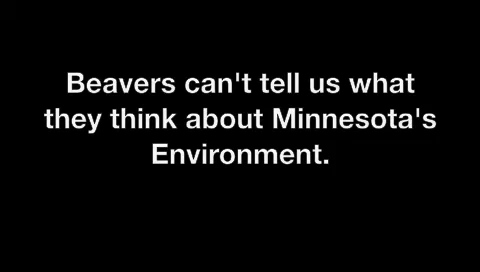 Beavers can't tell us what
they think about Minnesota's
Environment.